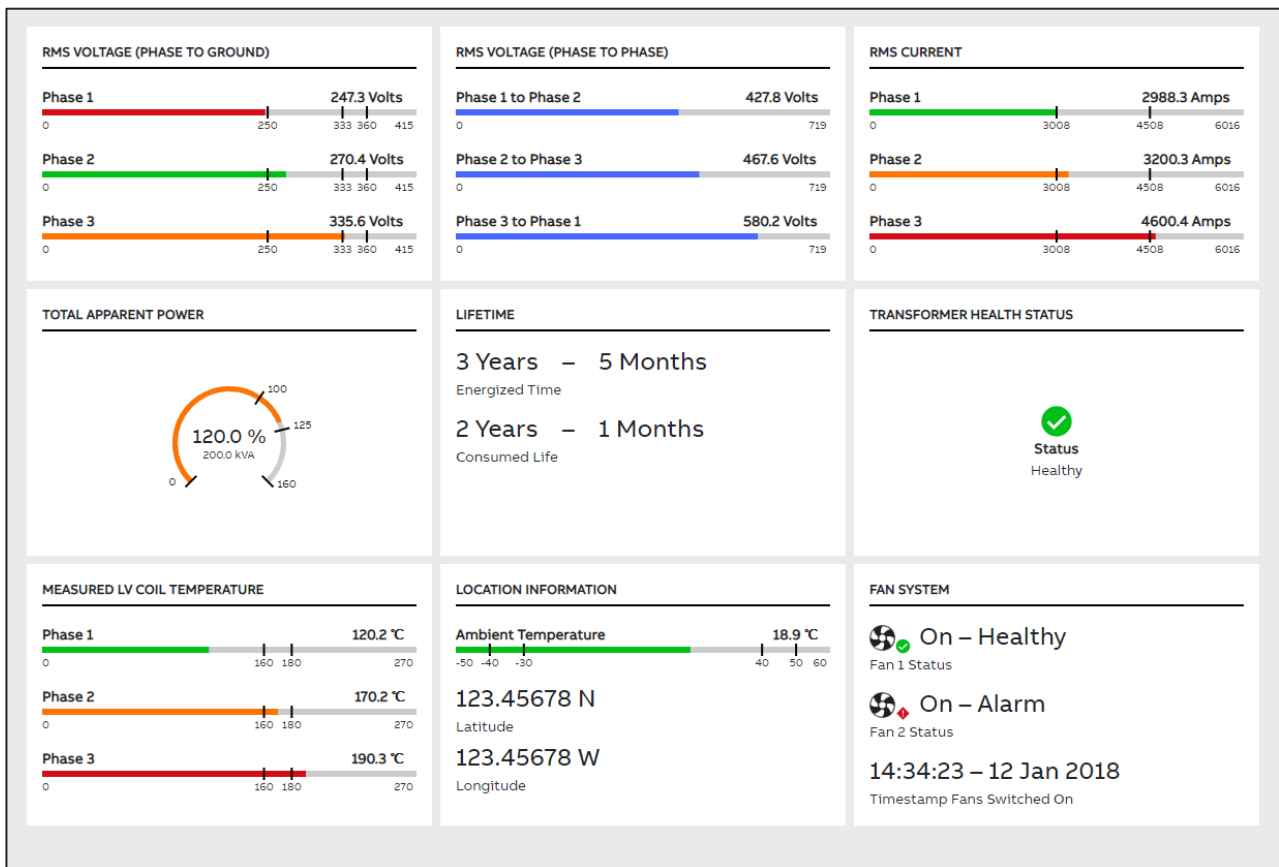 RMS VOLTAGE (PHASE TO GROUND)
Phase 1 247.3 Volts
0 250 333 360 415
Phase 2 270.4 Volts
0 250 333 360 415
Phase 3 335.6 Volts
0 250 333 360 415
RMS VOLTAGE (PHASE TO PHASE)
Phase 1 to Phase 2 427.8 Volts
0 719
Phase 2 to Phase 3 467.6 Volts
0 719
Phase 3 to Phase 1 580.2 Volts
0 719
RMS CURRENT
Phase 1 2988.3 Amps
0 3008 4508 6016
Phase 2 3200.3 Amps
0 3008 4508 6016
Phase 3 4600.4 Amps
0 3008 4508 6016
TOTAL APPARENT POWER
100
125
120.0 %
200.0 kVA
0 160
LIFETIME
3 Years – 5 Months
Energized Time
2 Years – 1 Months
Consumed Life
TRANSFORMER HEALTH STATUS
Status
Healthy
MEASURED LV COIL TEMPERATURE
Phase 1 120.2 ℃
0 160 180 270
Phase 2 170.2 ℃
0 160 180 270
Phase 3 190.3 ℃
0 160 180 270
LOCATION INFORMATION
Ambient Temperature 18.9 ℃
-50 -40 -30 40 50 60
123.45678 N
Latitude
123.45678 W
Longitude
FAN SYSTEM
On – Healthy
Fan 1 Status
On – Alarm
Fan 2 Status
14:34:23 – 12 Jan 2018
Timestamp Fans Switched On